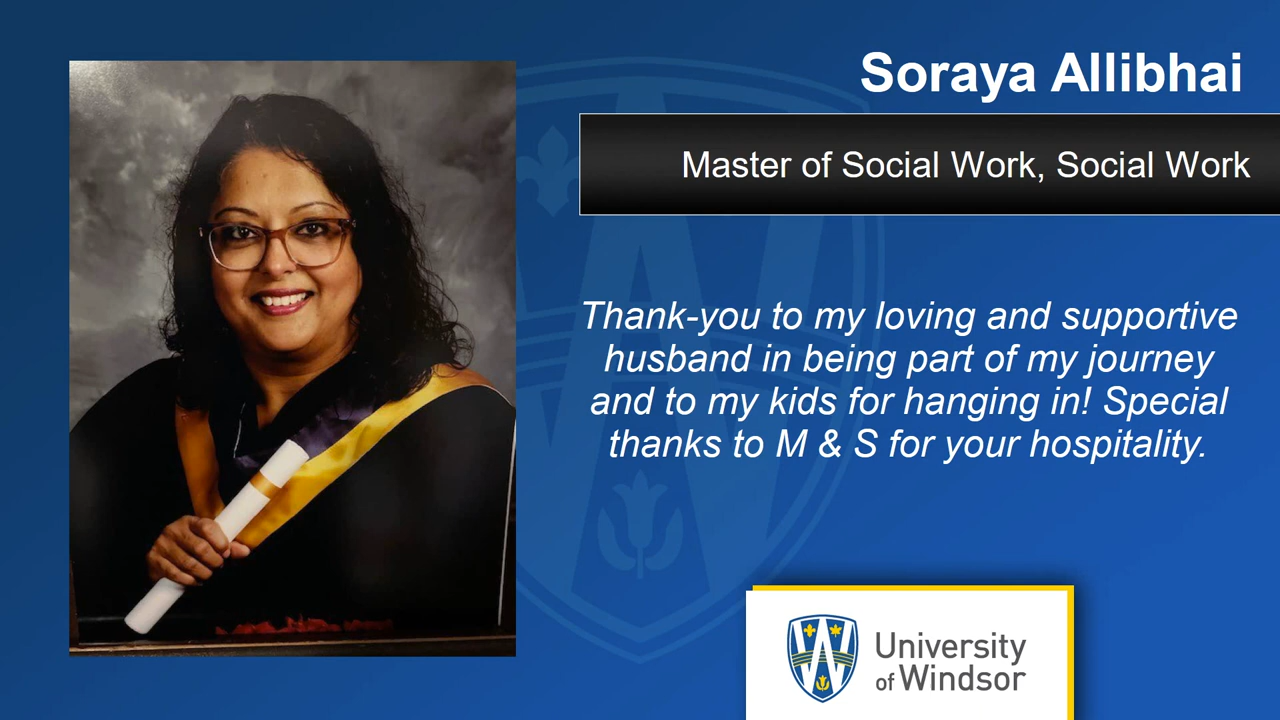 Soraya Allibhai
Master of Social Work, Social Work
Thank-you to my loving and supportive
husband in being part of my journey
and to my kids for hanging in! Special
thanks to M & S for your hospitality.
University
of Windsor